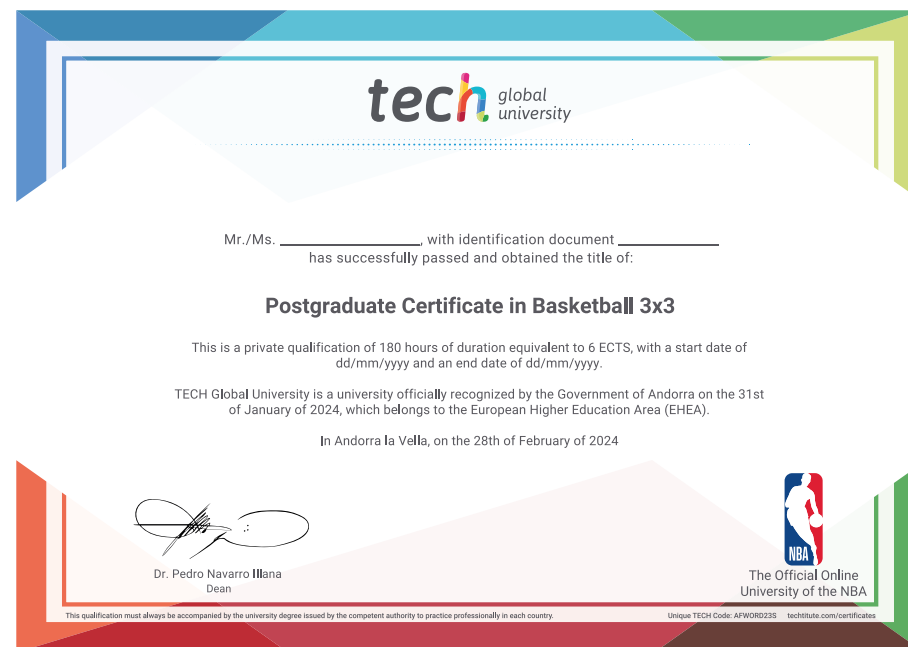 tech global university
Mr./Ms. ____________, with identification document ____________
has successfully passed and obtained the title of:
Postgraduate Certificate in Basketball 3x3
This is a private qualification of 180 hours of duration equivalent to 6 ECTS, with a start date of
dd/mm/yyyy and an end date of dd/mm/yyyy.
TECH Global University is a university officially recognized by the Government of Andorra on the 31st
of January of 2024, which belongs to the European Higher Education Area (EHEA).
In Andorra la Vella, on the 28th of February of 2024
NBA
Dr. Pedro Navarro Illana
Dean
The Official Online
University of the NBA
This qualification must always be accompanied by the university degree issued by the competent authority to practice professionally in each country.
Unique TECH Code: AFWORD23S techtitute.com/certificates